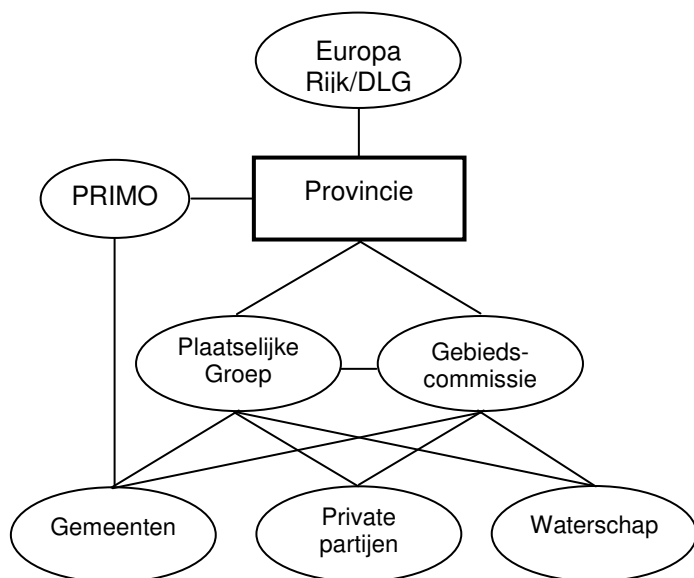 Europa
Rijk/DLG
PRIMO
Provincie
Plaatselijke
Groep
Gebieds-
commissie
Gemeenten
Private
partijen
Waterschap